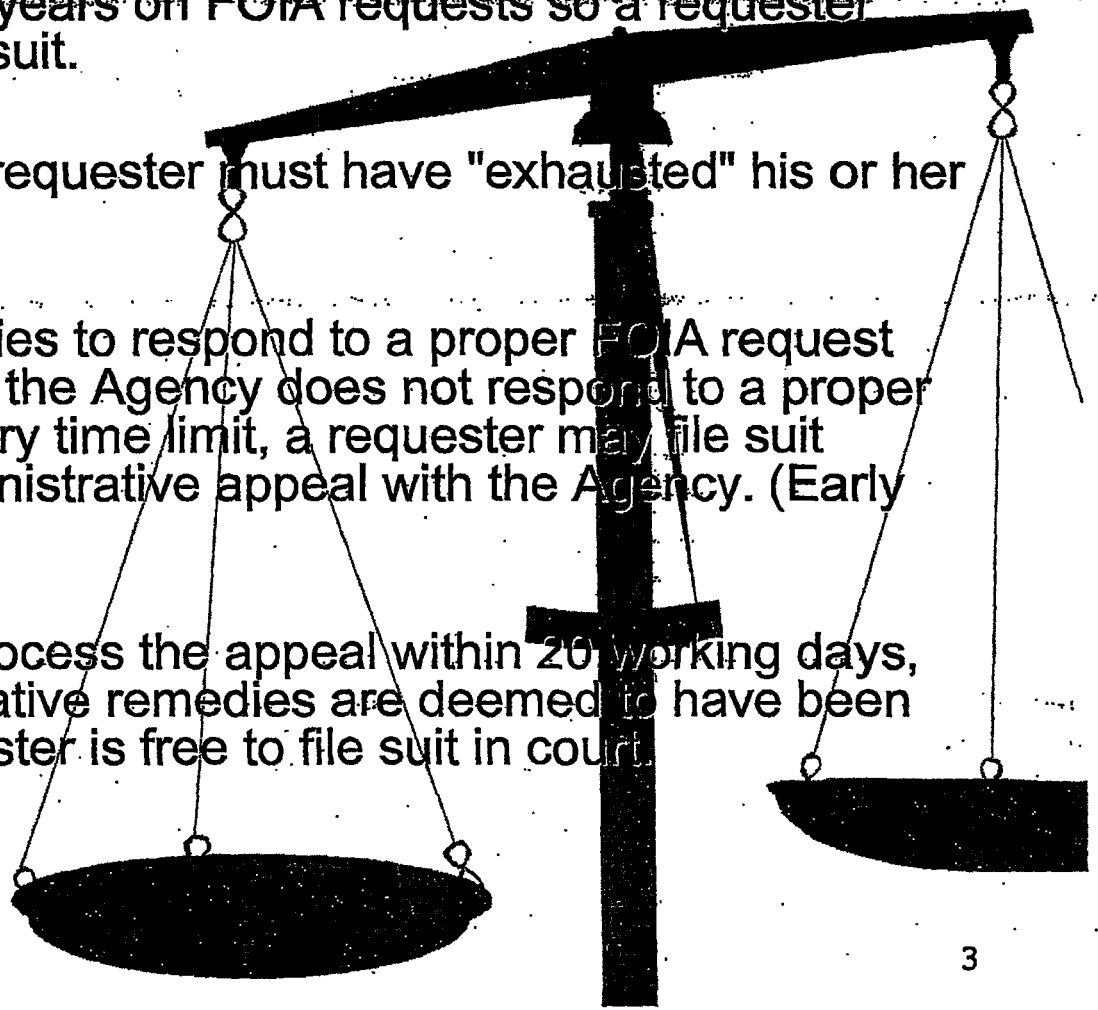 years on FOIA requests so a requester
suit.
requester must have "exhausted" his or her
ies to respond to a proper FOIA request
the Agency does not respond to a proper
ry time limit, a requester may file suit
nistrative appeal with the Agency. (Early
ocess the appeal within 20 working days,
ative remedies are deemed to have been
ster is free to file suit in court.
3